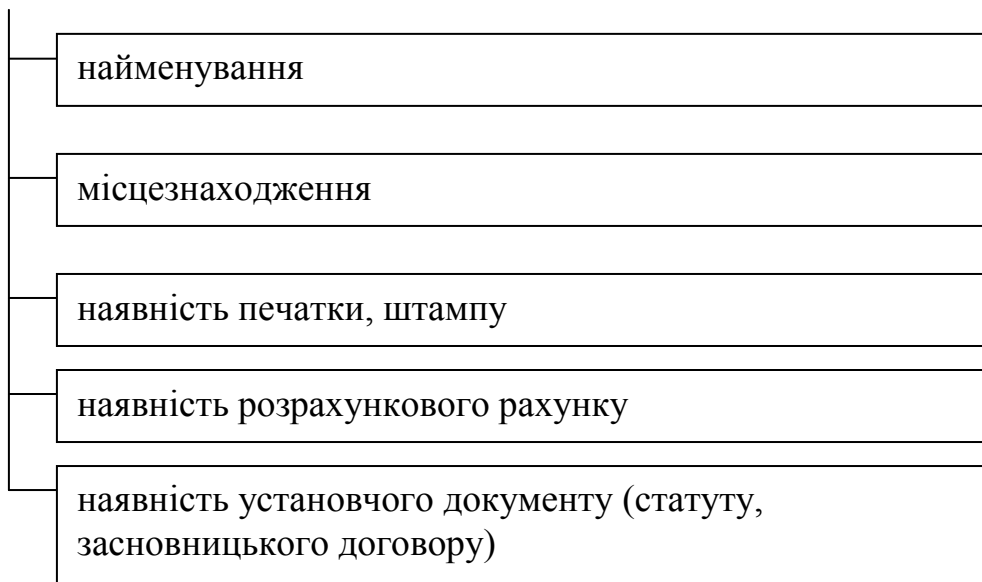 найменування
місцезнаходження
наявність печатки, штампу
наявність розрахункового рахунку
наявність установчого документу (статуту,
засновницького договору)